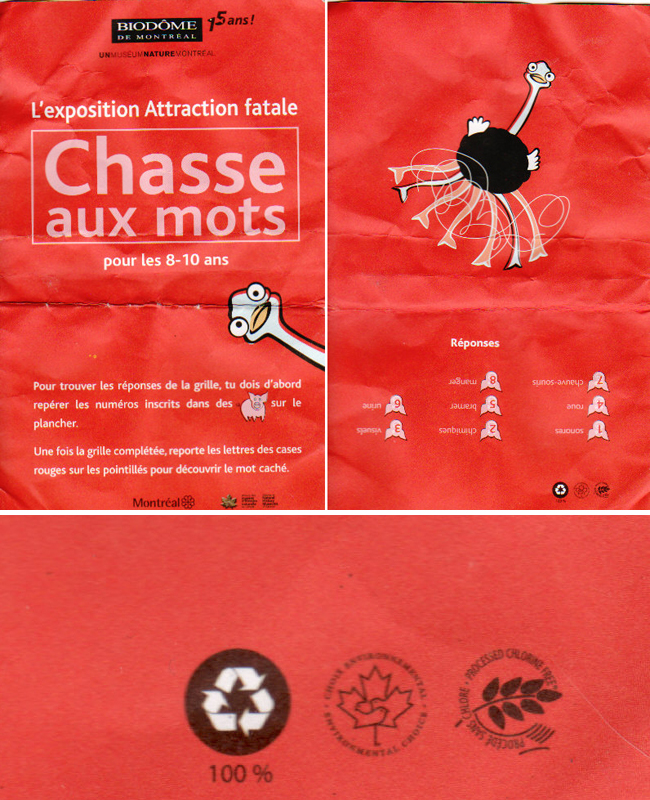 BIODÔME
DE MONTRÉAL
15 ans !
UNMUSEUMNATUREMONTRÉAL
L'exposition Attraction fatale
Chasse
aux mots
pour les 8-10 ans
Pour trouver les réponses de la grille, tu dois d'abord
repérer les numéros inscrits dans des sur le
plancher.
Une fois la grille complétée, reporte les lettres des cases
rouges sur les pointillés pour découvrir le mot caché.
Montréal
Réponses
1 sonores
2 chimiques
3 visuels
4 roue
5 bramer
6 urine
7 chauve-souris
8 manger
100 %
CHOIX ENVIRONNEMENTAL
ENVIRONMENTAL CHOICE
PROCESSED CHLORINE FREE
PROCÉDÉ SANS CHLORE